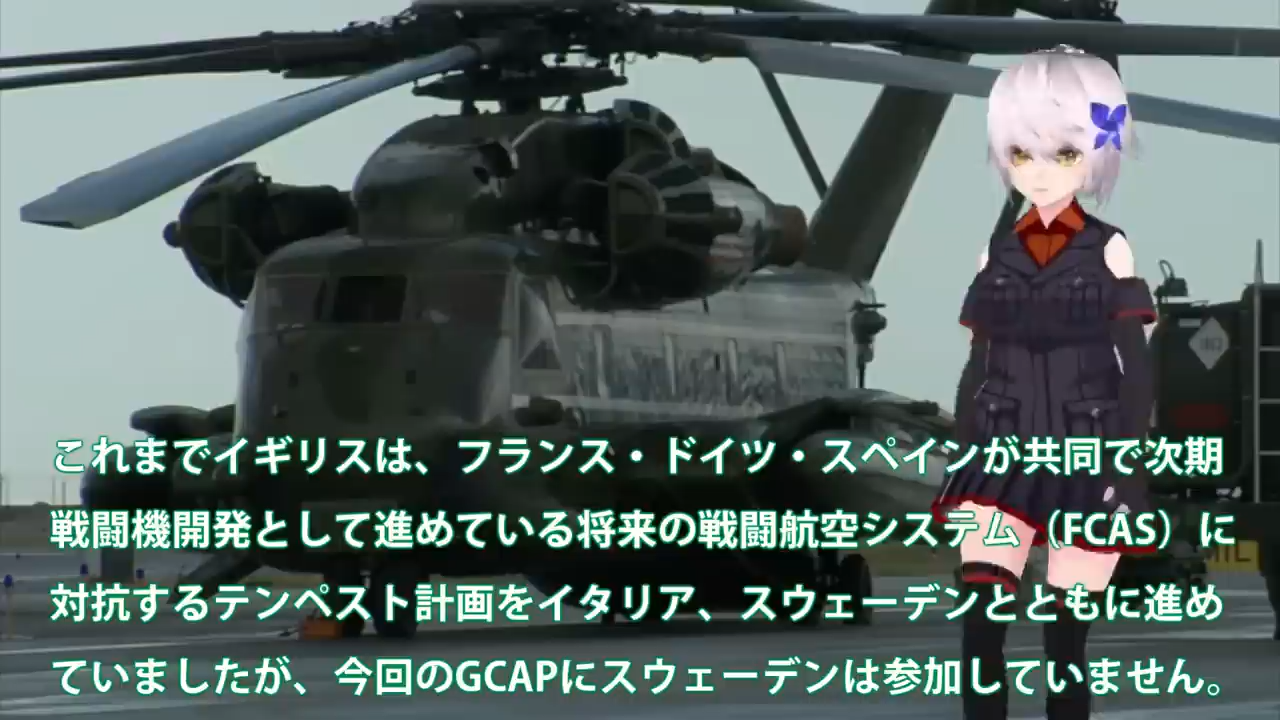 これまでイギリスは、フランス・ドイツ・スペインが共同で次期
戦闘機開発として進めている将来の戦闘航空システム（FCAS）に
対抗するテンペスト計画をイタリア、スウェーデンとともに進め
ていましたが、今回のGCAPにスウェーデンは参加していません。